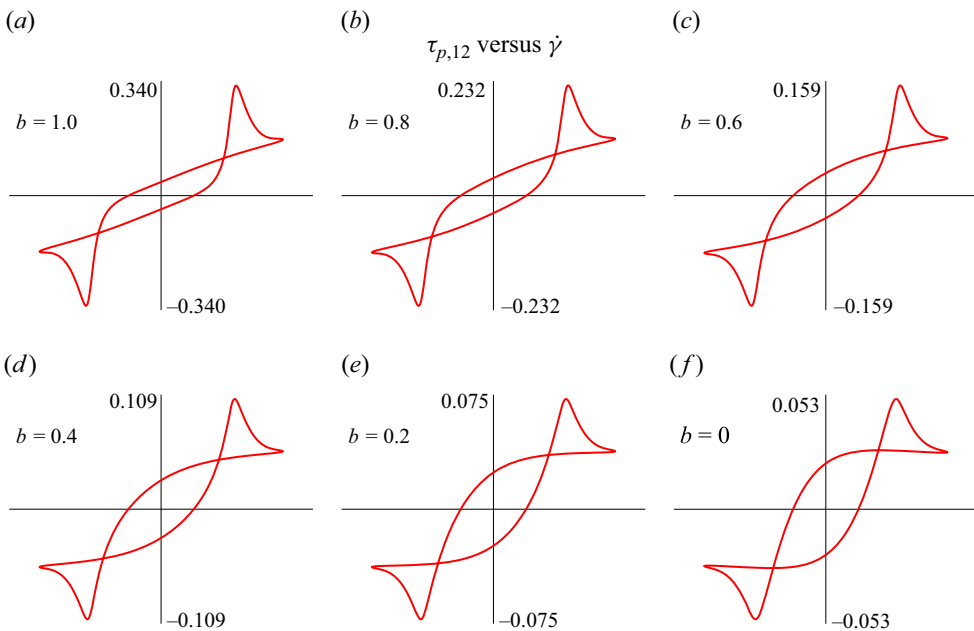 (a)
(b)
(c)
τp,12 versus γ̇
0.340
0.232
0.159
b = 1.0
b = 0.8
b = 0.6
–0.340
–0.232
–0.159
(d)
(e)
(f)
0.109
0.075
0.053
b = 0.4
b = 0.2
b = 0
–0.109
–0.075
–0.053